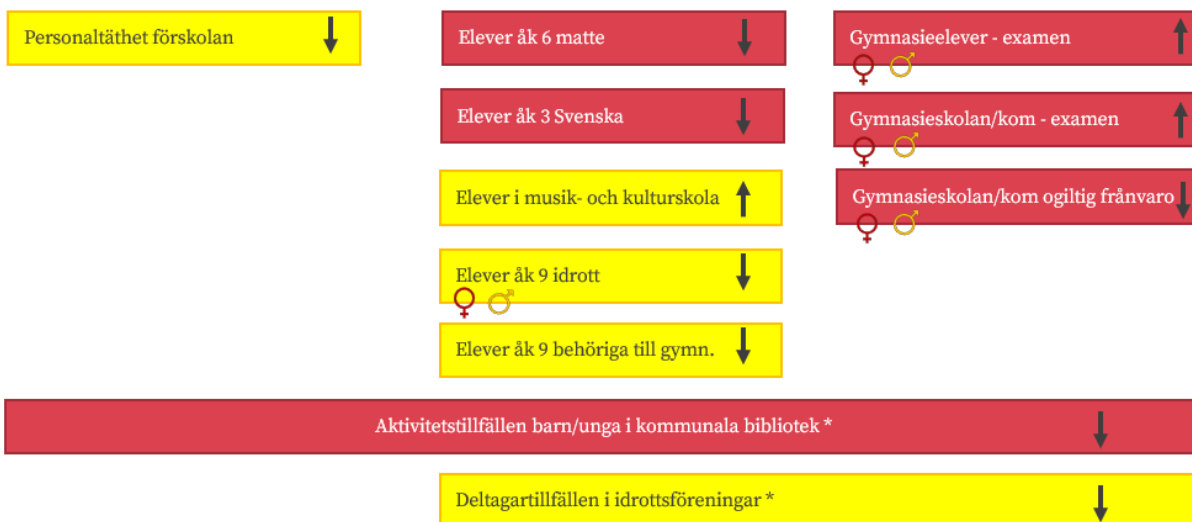 Personaltäthet förskolan
Elever åk 6 matte
Gymnasieelever - examen
Elever åk 3 Svenska
Gymnasieskolan/kom - examen
Elever i musik- och kulturskola
Gymnasieskolan/kom ogiltig frånvaro
Elever åk 9 idrott
Elever åk 9 behöriga till gymn.
Aktivitetstillfällen barn/unga i kommunala bibliotek *
Deltagartillfällen i idrottsföreningar *